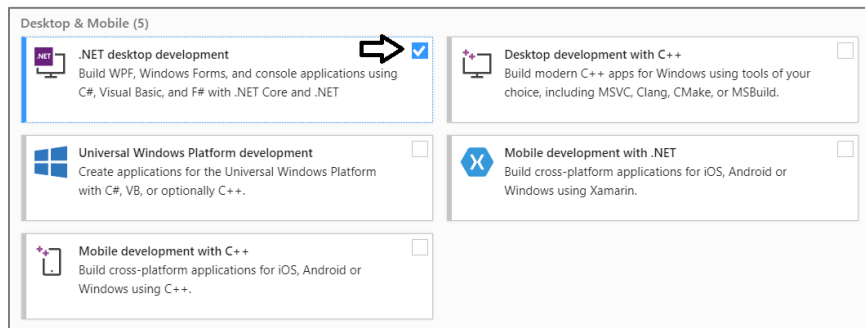 Desktop & Mobile (5)
.NET
.NET desktop development
Build WPF, Windows Forms, and console applications using
C#, Visual Basic, and F# with .NET Core and .NET
Desktop development with C++
Build modern C++ apps for Windows using tools of your
choice, including MSVC, Clang, CMake, or MSBuild.
Universal Windows Platform development
Create applications for the Universal Windows Platform
with C#, VB, or optionally C++.
Mobile development with .NET
Build cross-platform applications for iOS, Android or
Windows using Xamarin.
Mobile development with C++
Build cross-platform applications for iOS, Android or
Windows using C++.